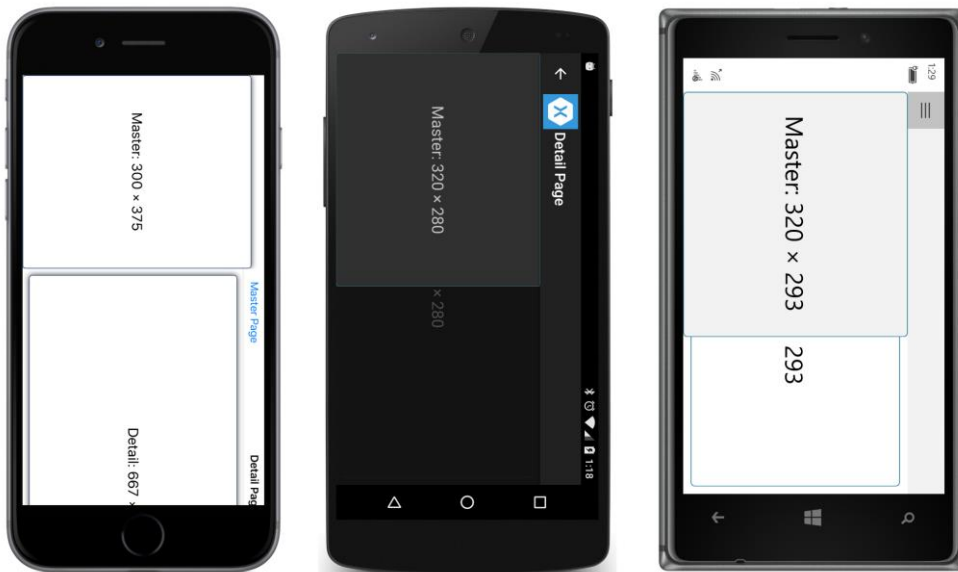 Master: 300 × 375
Master Page
Detail Page
Detail: 667 ×
Detail Page
1:18
Master: 320 × 280
× 280
1:29
Master: 320 × 293
293